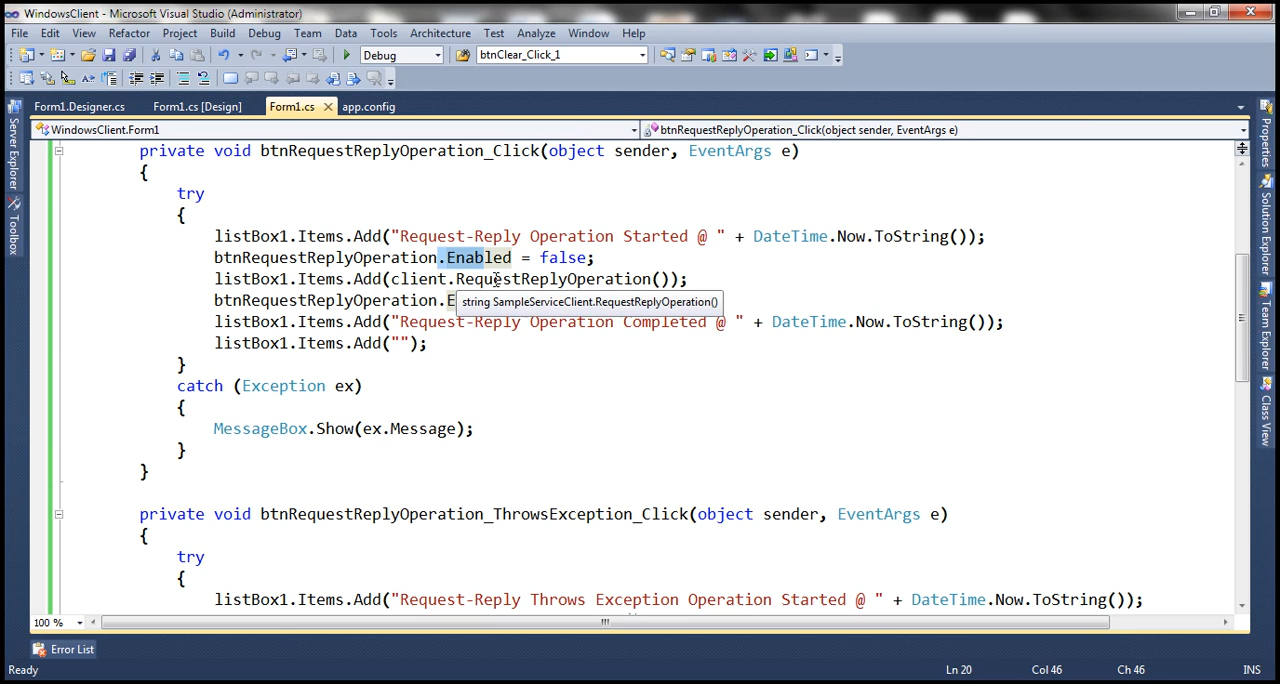 WindowsClient - Microsoft Visual Studio (Administrator)
File Edit View Refactor Project Build Debug Team Data Tools Architecture Test Analyze Window Help
Debug btnClear_Click_1
Form1.Designer.cs Form1.cs [Design] Form1.cs app.config
WindowsClient.Form1 btnRequestReplyOperation_Click(object sender, EventArgs e)
private void btnRequestReplyOperation_Click(object sender, EventArgs e)
{
try
{
listBox1.Items.Add("Request-Reply Operation Started @ " + DateTime.Now.ToString());
btnRequestReplyOperation.Enabled = false;
listBox1.Items.Add(client.RequestReplyOperation());
btnRequestReplyOperation.E
string SampleServiceClient.RequestReplyOperation()
listBox1.Items.Add("Request-Reply Operation Completed @ " + DateTime.Now.ToString());
listBox1.Items.Add("");
}
catch (Exception ex)
{
MessageBox.Show(ex.Message);
}
}
private void btnRequestReplyOperation_ThrowsException_Click(object sender, EventArgs e)
{
try
{
listBox1.Items.Add("Request-Reply Throws Exception Operation Started @ " + DateTime.Now.ToString());
100 %
Error List
Ready Ln 20 Col 46 Ch 46 INS
Server Explorer
Toolbox
Properties
Solution Explorer
Team Explorer
Class View